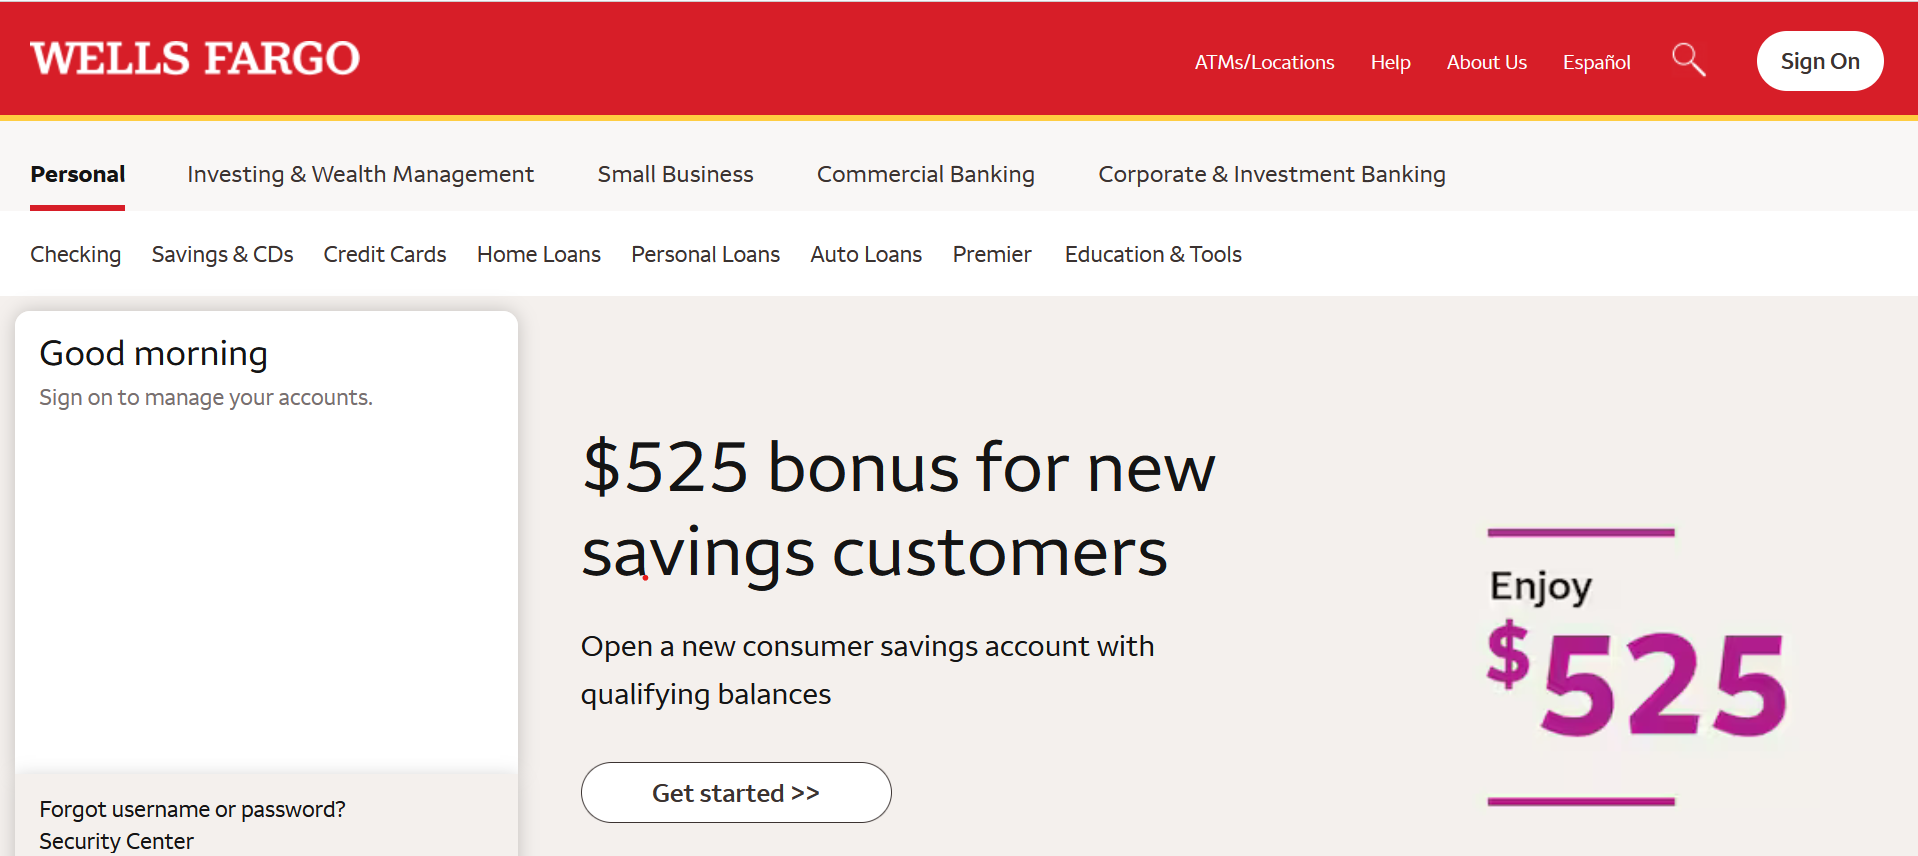 WELLS FARGO
ATMs/Locations Help About Us Español Sign On
Personal Investing & Wealth Management Small Business Commercial Banking Corporate & Investment Banking
Checking Savings & CDs Credit Cards Home Loans Personal Loans Auto Loans Premier Education & Tools
Good morning
Sign on to manage your accounts.
Forgot username or password?
Security Center
$525 bonus for new
savings customers
Open a new consumer savings account with
qualifying balances
Get started >>
Enjoy
$525